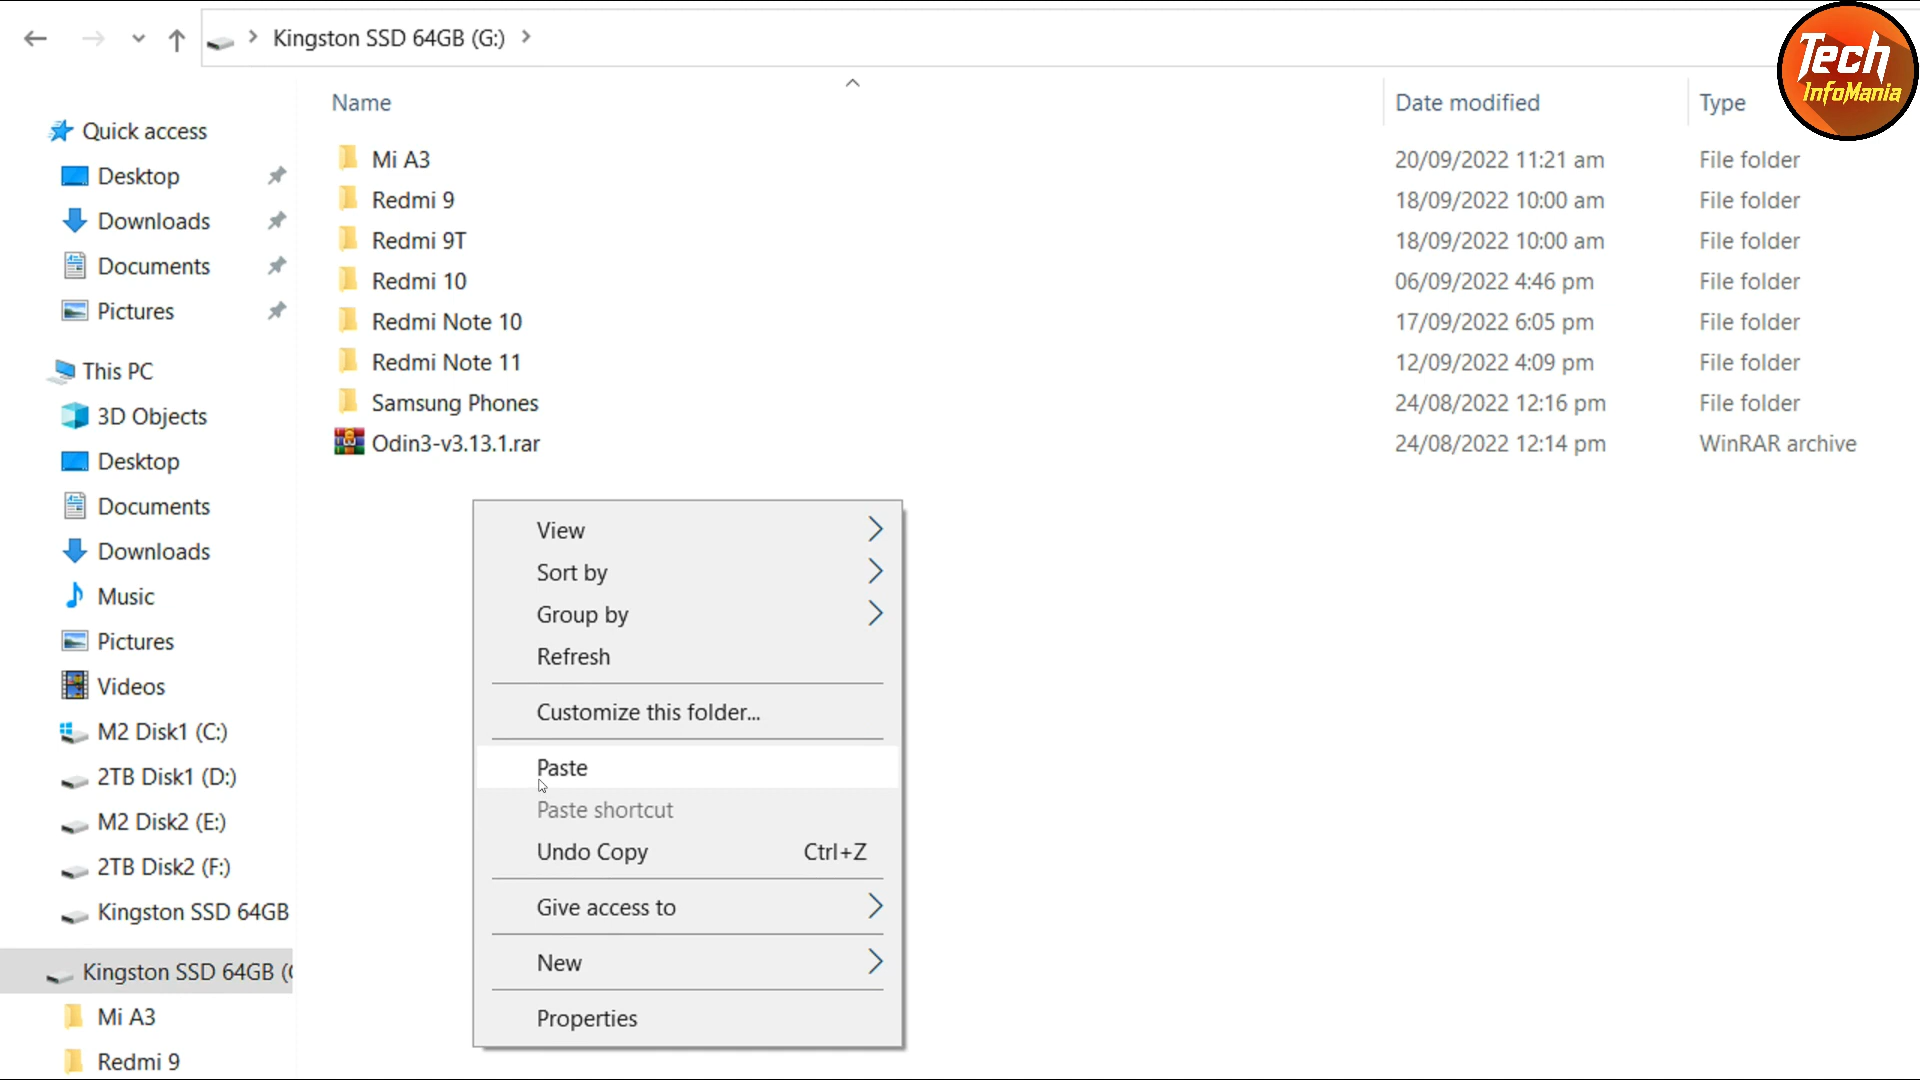 Kingston SSD 64GB (G:)
Tech
InfoMania
Name
Date modified
Type
Quick access
Desktop
Downloads
Documents
Pictures
This PC
3D Objects
Desktop
Documents
Downloads
Music
Pictures
Videos
M2 Disk1 (C:)
2TB Disk1 (D:)
M2 Disk2 (E:)
2TB Disk2 (F:)
Kingston SSD 64GB
Kingston SSD 64GB (
Mi A3
Redmi 9
Mi A3 20/09/2022 11:21 am File folder
Redmi 9 18/09/2022 10:00 am File folder
Redmi 9T 18/09/2022 10:00 am File folder
Redmi 10 06/09/2022 4:46 pm File folder
Redmi Note 10 17/09/2022 6:05 pm File folder
Redmi Note 11 12/09/2022 4:09 pm File folder
Samsung Phones 24/08/2022 12:16 pm File folder
Odin3-v3.13.1.rar 24/08/2022 12:14 pm WinRAR archive
View
Sort by
Group by
Refresh
Customize this folder...
Paste
Paste shortcut
Undo Copy Ctrl+Z
Give access to
New
Properties